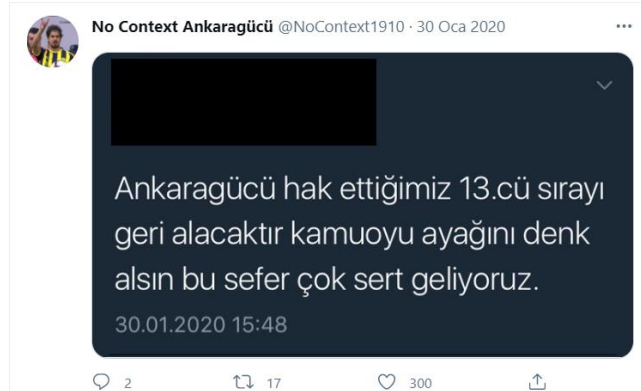 No Context Ankaragücü @NoContext1910 · 30 Oca 2020
Ankaragücü hak ettiğimiz 13.cü sırayı
geri alacaktır kamuoyu ayağını denk
alsın bu sefer çok sert geliyoruz.
30.01.2020 15:48
2 17 300